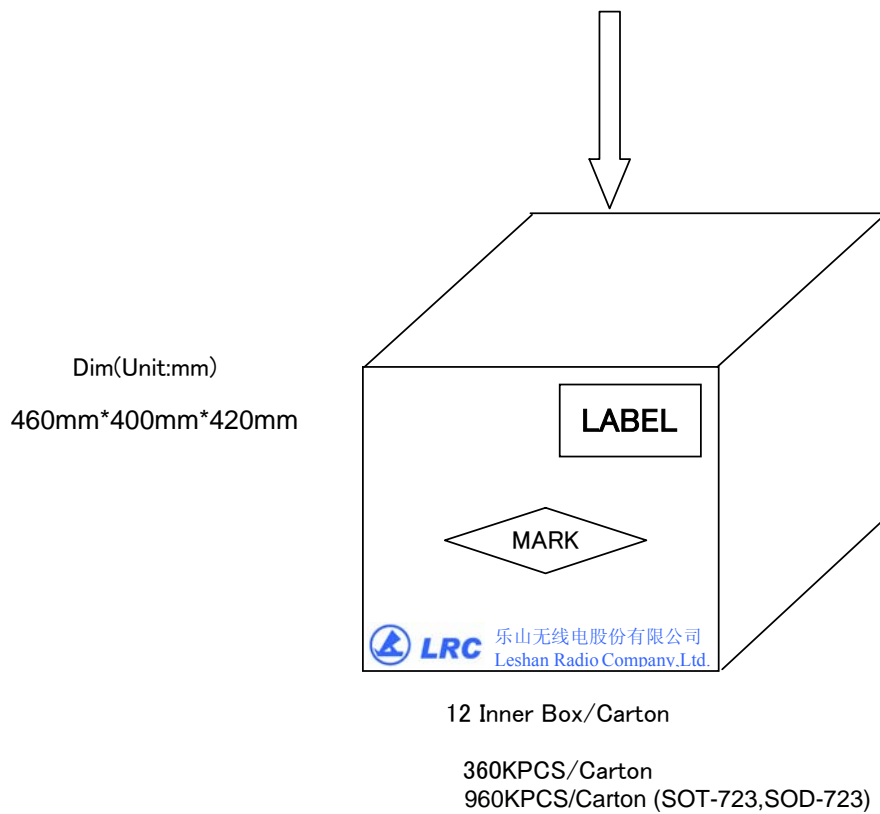 Dim(Unit:mm)
460mm*400mm*420mm
LABEL
MARK
LRC
乐山无线电股份有限公司
Leshan Radio Company,Ltd.
12 Inner Box/Carton
360KPCS/Carton
960KPCS/Carton (SOT-723,SOD-723)